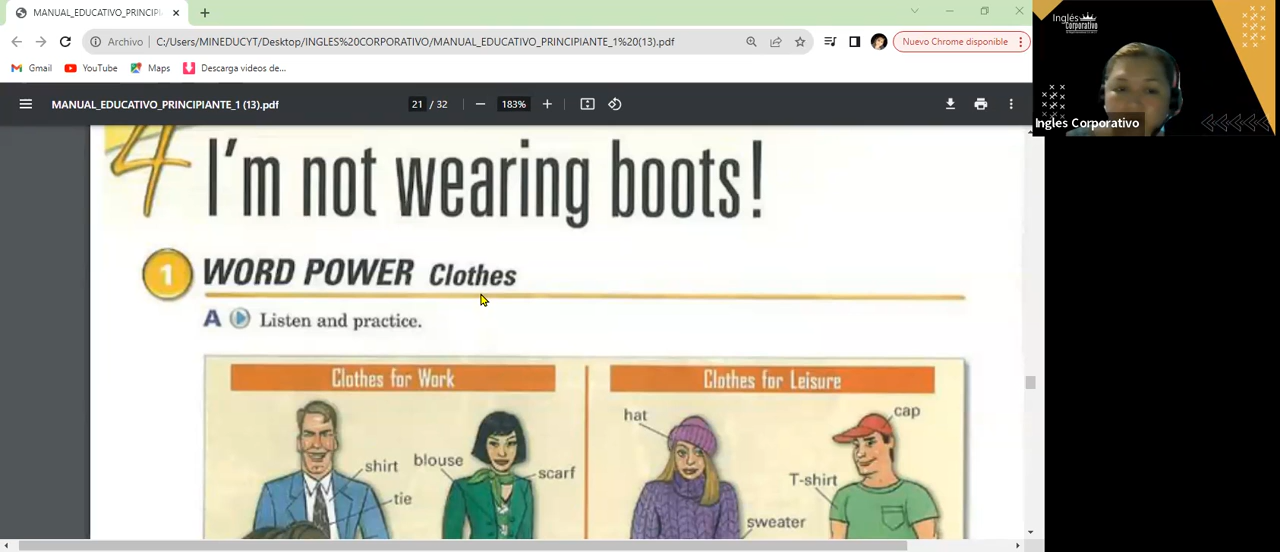 MANUAL_EDUCATIVO_PRINCIPI
Archivo
C:/Users/MINEDUCYT/Desktop/INGLES%20CORPORATIVO/MANUAL_EDUCATIVO_PRINCIPIANTE_1%20(13).pdf
Nuevo Chrome disponible
Gmail
YouTube
Maps
Descarga videos de...
MANUAL_EDUCATIVO_PRINCIPIANTE_1 (13).pdf
21 / 32
183%
Inglés
Corporativo
Ingles Corporativo
4 I'm not wearing boots!
1 WORD POWER Clothes
A Listen and practice.
Clothes for Work
Clothes for Leisure
hat
cap
shirt
blouse
scarf
T-shirt
tie
sweater